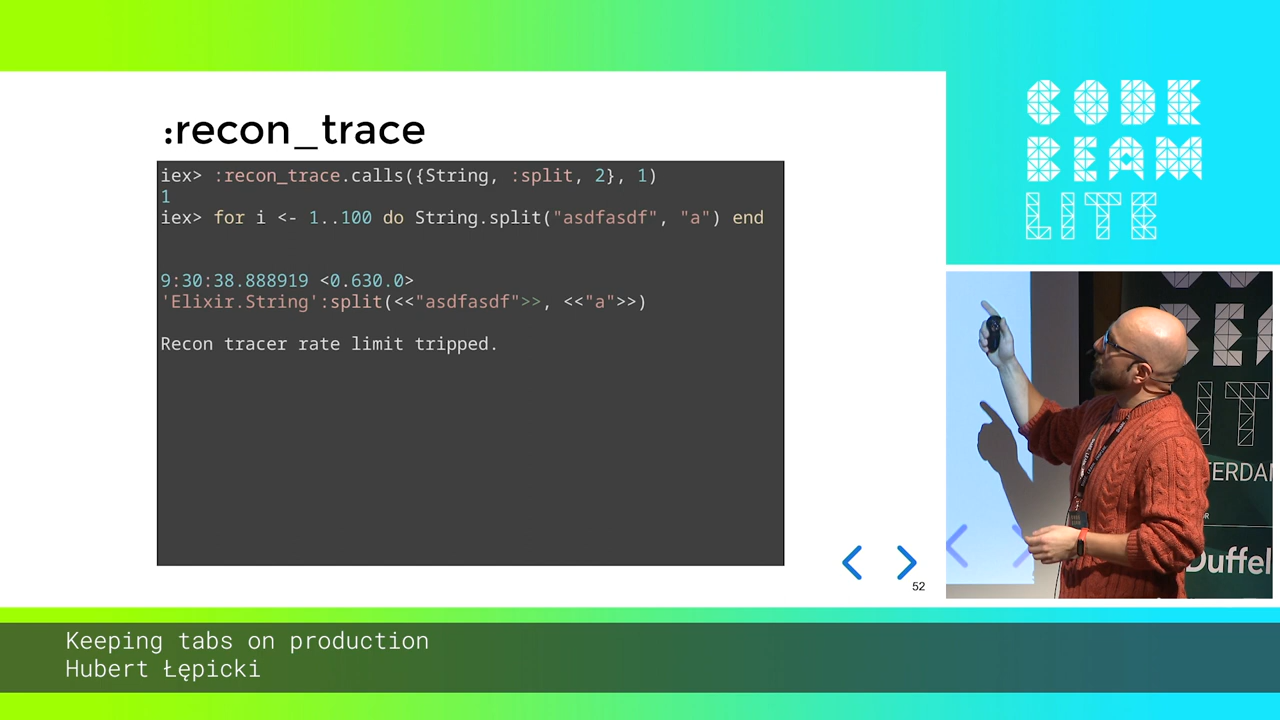 :recon_trace
iex> :recon_trace.calls({String, :split, 2}, 1)
1
iex> for i <- 1..100 do String.split("asdfasdf", "a") end
9:30:38.888919 <0.630.0>
'Elixir.String':split(<<"asdfasdf">>, <<"a">>)
Recon tracer rate limit tripped.
52
CODE
BEAM
LITE
Duffel
Keeping tabs on production
Hubert Łępicki